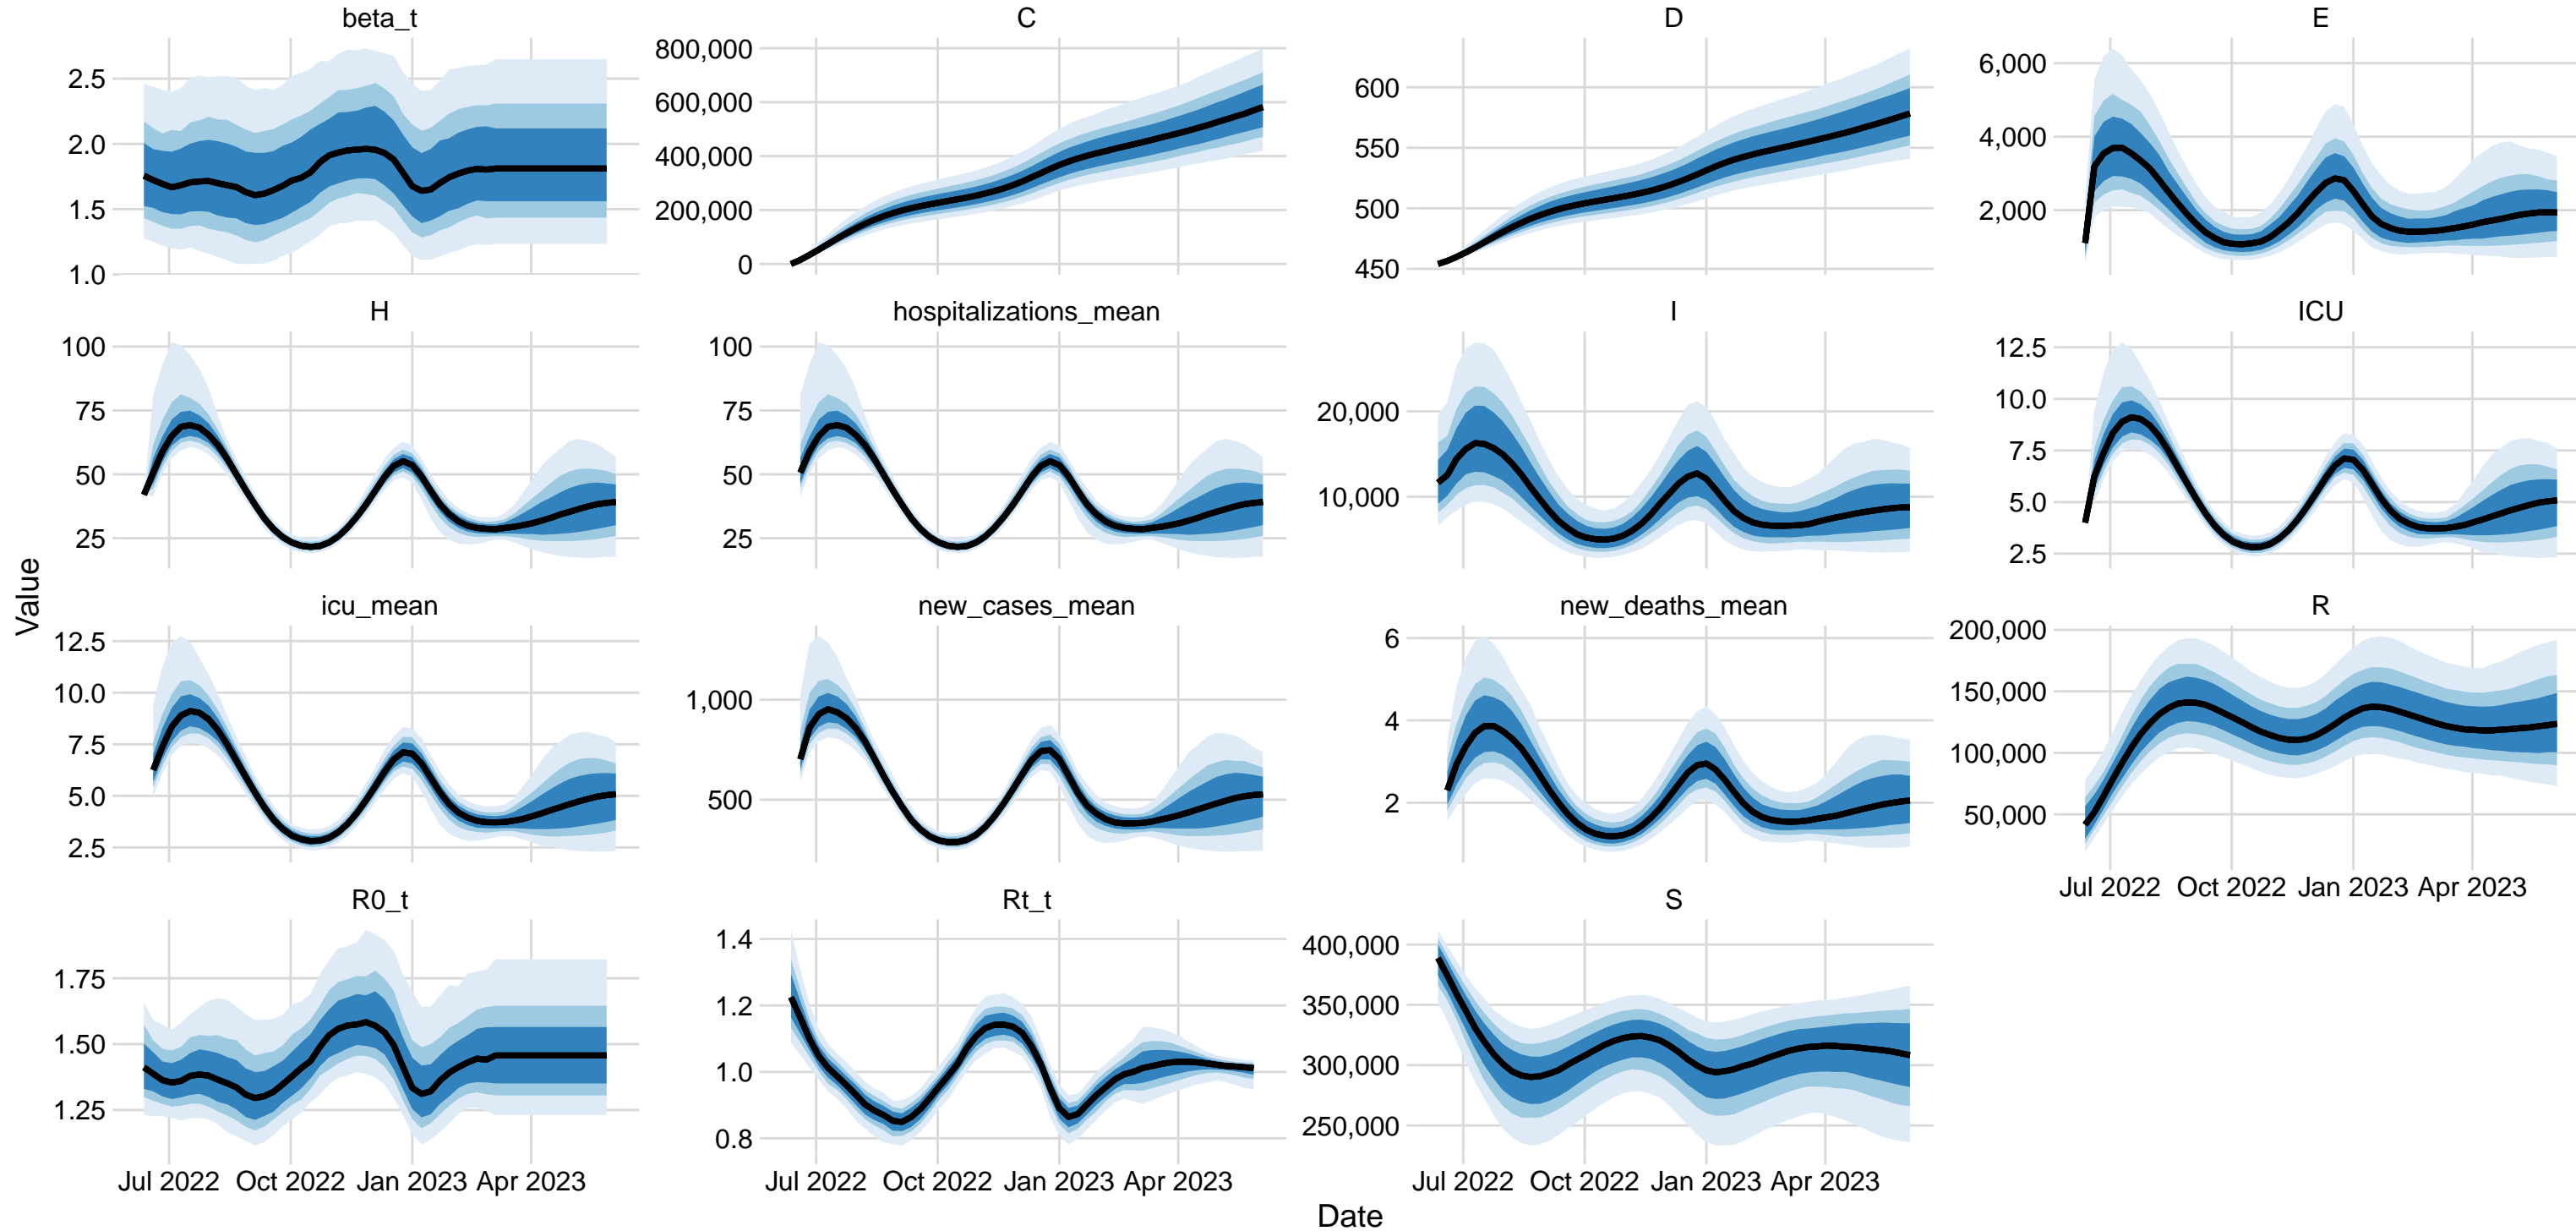 beta_t
C
D
E
2.5
2.0
1.5
1.0
800,000
600,000
400,000
200,000
0
600
550
500
450
6,000
4,000
2,000
H
hospitalizations_mean
I
ICU
100
75
50
25
100
75
50
25
20,000
10,000
12.5
10.0
7.5
5.0
2.5
Value
icu_mean
new_cases_mean
new_deaths_mean
R
12.5
10.0
7.5
5.0
2.5
1,000
500
6
4
2
200,000
150,000
100,000
50,000
Jul 2022 Oct 2022 Jan 2023 Apr 2023
R0_t
Rt_t
S
1.75
1.50
1.25
1.4
1.2
1.0
0.8
400,000
350,000
300,000
250,000
Jul 2022 Oct 2022 Jan 2023 Apr 2023
Jul 2022 Oct 2022 Jan 2023 Apr 2023
Jul 2022 Oct 2022 Jan 2023 Apr 2023
Date